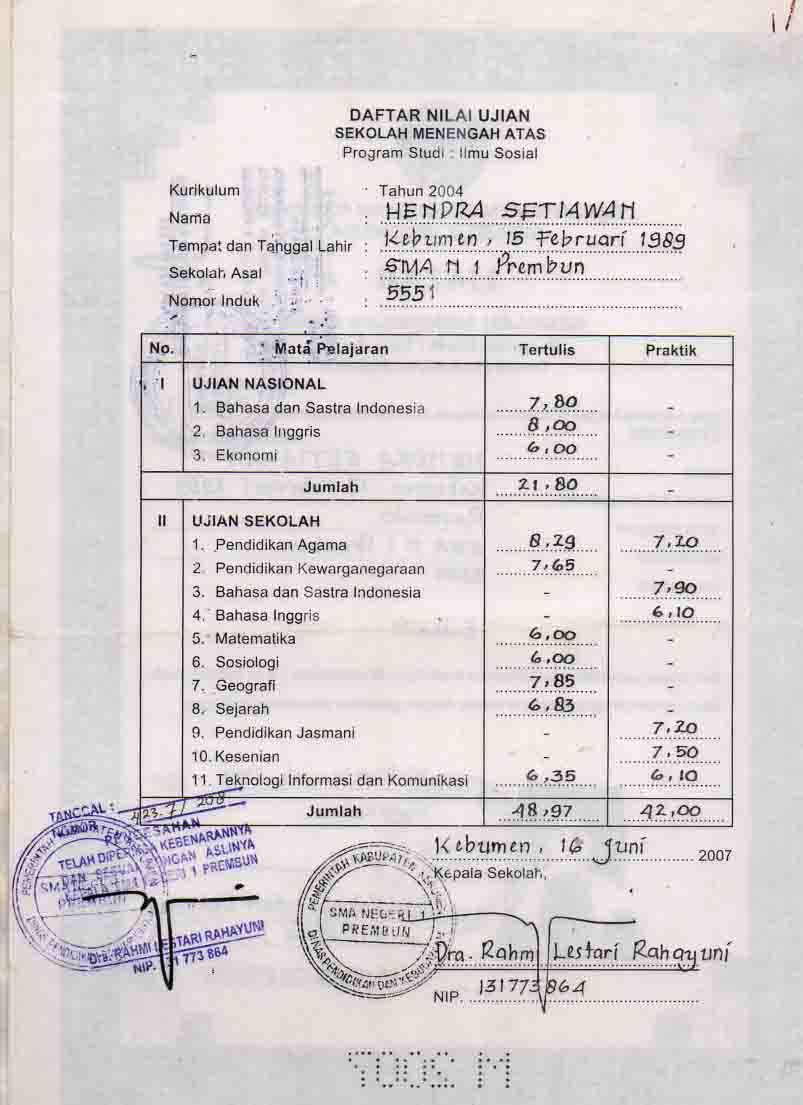 DAFTAR NILAI UJIAN
SEKOLAH MENENGAH ATAS
Program Studi : Ilmu Sosial
Kurikulum : Tahun 2004
Nama : HENDRA SETIAWAN
Tempat dan Tanggal Lahir : Kebumen, 15 Februari 1989
Sekolah Asal : SMA N 1 Prembun
Nomor Induk : 5551
No. Mata Pelajaran Tertulis Praktik
I UJIAN NASIONAL
1. Bahasa dan Sastra Indonesia 7,80 -
2. Bahasa Inggris 8,00 -
3. Ekonomi 6,00 -
Jumlah 21,80 -
II UJIAN SEKOLAH
1. Pendidikan Agama 8,29 7,20
2. Pendidikan Kewarganegaraan 7,65 -
3. Bahasa dan Sastra Indonesia - 7,90
4. Bahasa Inggris - 6,10
5. Matematika 6,00 -
6. Sosiologi 6,00 -
7. Geografi 7,85 -
8. Sejarah 6,83 -
9. Pendidikan Jasmani - 7,20
10. Kesenian - 7,50
11. Teknologi Informasi dan Komunikasi 6,35 6,10
Jumlah 48,97 42,00
Kebumen, 16 Juni 2007
Kepala Sekolah,
Dra. Rahmi Lestari Rahayuni
NIP. 131773864
PEMERINTAH KABUPATEN
SMA NEGERI 1
PREMBUN
DINAS PENDIDIKAN DAN
TANGGAL :
NOMOR
TELAH DIPERIKSA KEBENARANNYA
DAN SESUAI DENGAN ASLINYA
NEGERI 1 PREMBUN
Dra. RAHMI LESTARI RAHAYUNI
NIP. 131 773 864